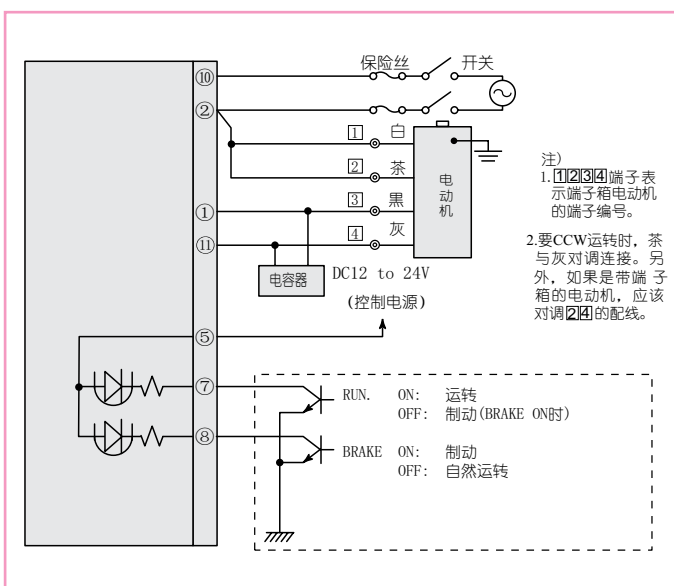 保险丝 开关
⑩
②
1 白
2 茶
3 黑
4 灰
①
⑪
电动机
电容器
DC12 to 24V
(控制电源)
⑤
⑦
⑧
RUN. ON: 运转
OFF: 制动(BRAKE ON时)
BRAKE ON: 制动
OFF: 自然运转
注)
1.1234端子表
示端子箱电动机
的端子编号。
2.要CCW运转时，茶
与灰对调连接。另
外，如果是带端 子
箱的电动机，应该
对调24的配线。